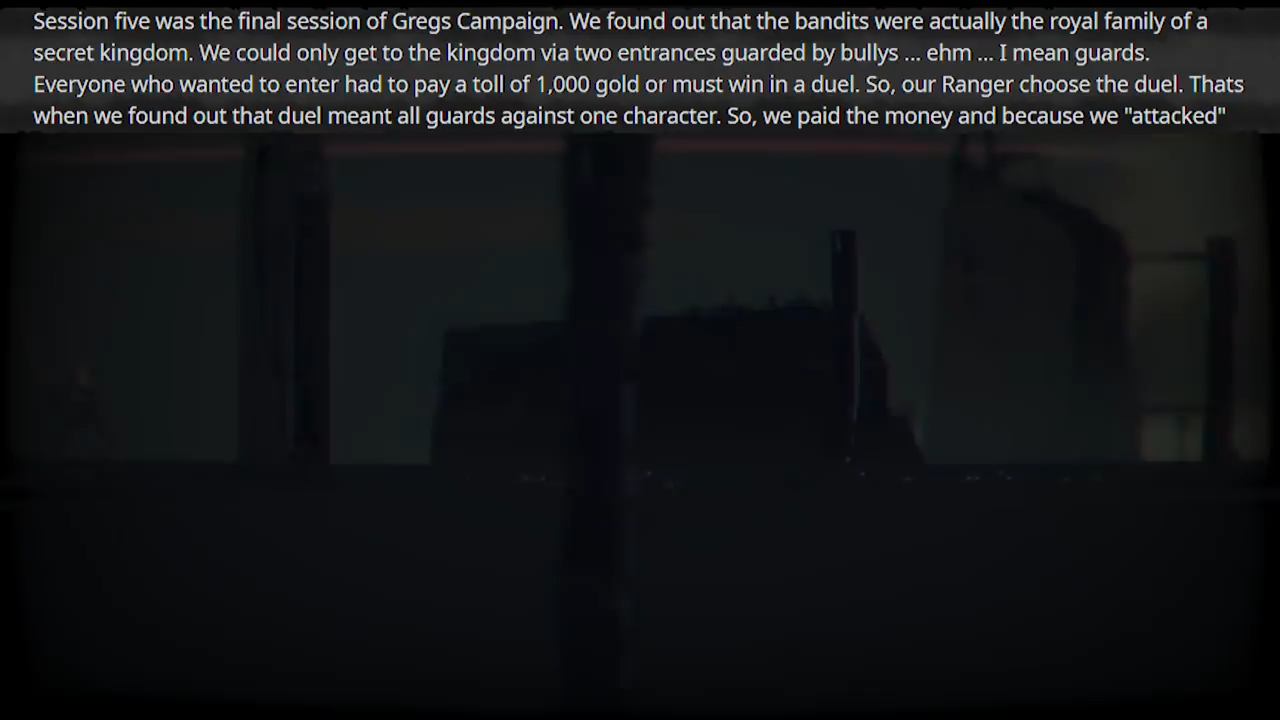 Session five was the final session of Gregs Campaign. We found out that the bandits were actually the royal family of a
secret kingdom. We could only get to the kingdom via two entrances guarded by bullys ... ehm ... I mean guards.
Everyone who wanted to enter had to pay a toll of 1,000 gold or must win in a duel. So, our Ranger choose the duel. Thats
when we found out that duel meant all guards against one character. So, we paid the money and because we "attacked"